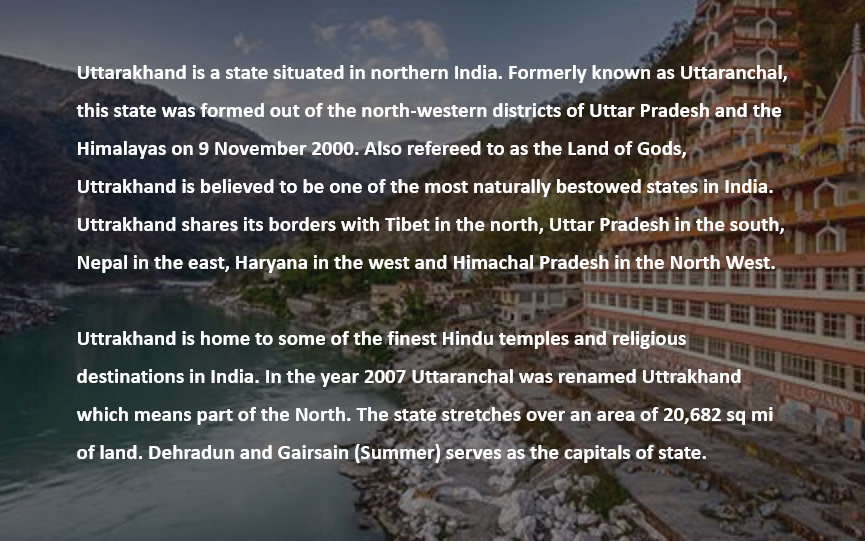 Uttarakhand is a state situated in northern India. Formerly known as Uttaranchal,
this state was formed out of the north-western districts of Uttar Pradesh and the
Himalayas on 9 November 2000. Also refereed to as the Land of Gods,
Uttrakhand is believed to be one of the most naturally bestowed states in India.
Uttrakhand shares its borders with Tibet in the north, Uttar Pradesh in the south,
Nepal in the east, Haryana in the west and Himachal Pradesh in the North West.
Uttrakhand is home to some of the finest Hindu temples and religious
destinations in India. In the year 2007 Uttaranchal was renamed Uttrakhand
which means part of the North. The state stretches over an area of 20,682 sq mi
of land. Dehradun and Gairsain (Summer) serves as the capitals of state.